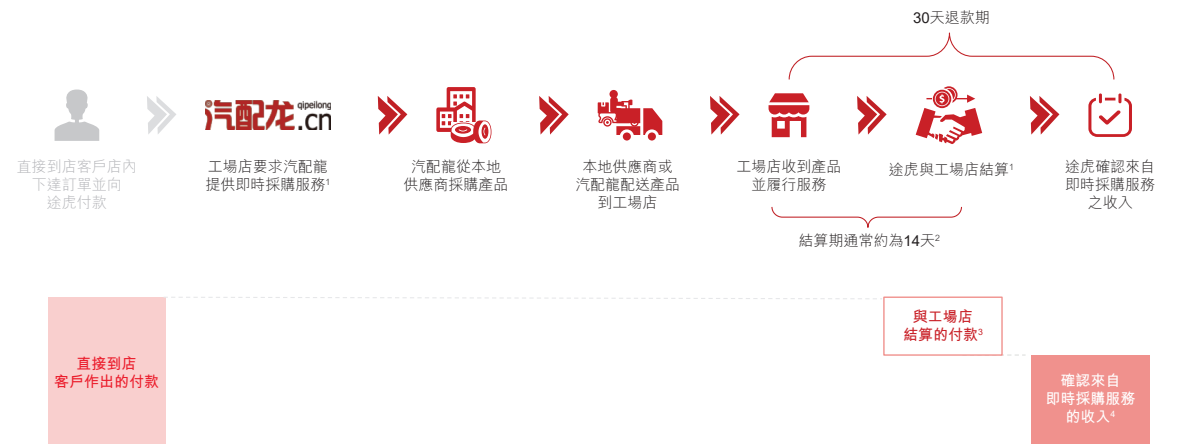 30天退款期
汽配龙.cn
qipeilong
直接到店客戶店內
下達訂單並向
途虎付款
工場店要求汽配龍
提供即時採購服務¹
汽配龍從本地
供應商採購產品
本地供應商或
汽配龍配送產品
到工場店
工場店收到產品
並履行服務
途虎與工場店結算¹
途虎確認來自
即時採購服務
之收入
結算期通常約為14天²
直接到店
客戶作出的付款
與工場店
結算的付款³
確認來自
即時採購服務
的收入⁴